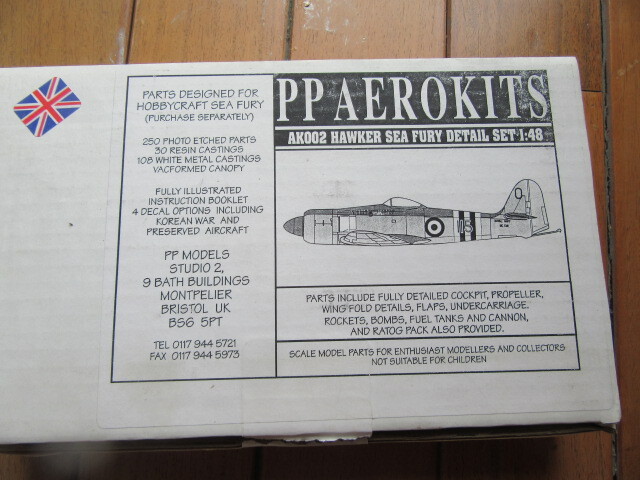 PARTS DESIGNED FOR
HOBBYCRAFT SEA FURY
(PURCHASE SEPARATELY)
250 PHOTO ETCHED PARTS
30 RESIN CASTINGS
108 WHITE METAL CASTINGS
VACFORMED CANOPY
FULLY ILLUSTRATED
INSTRUCTION BOOKLET
4 DECAL OPTIONS INCLUDING
KOREAN WAR AND
PRESERVED AIRCRAFT
PP MODELS
STUDIO 2,
9 BATH BUILDINGS
MONTPELIER
BRISTOL UK
BS6 5PT
TEL 0117 944 5721
FAX 0117 944 5973
PP AEROKITS
AK002 HAWKER SEA FURY DETAIL SET 1:48
O
PARTS INCLUDE FULLY DETAILED COCKPIT, PROPELLER,
WING FOLD DETAILS, FLAPS, UNDERCARRIAGE.
ROCKETS, BOMBS, FUEL TANKS AND CANNON,
AND RATOG PACK ALSO PROVIDED.
SCALE MODEL PARTS FOR ENTHUSIAST MODELLERS AND COLLECTORS
NOT SUITABLE FOR CHILDREN